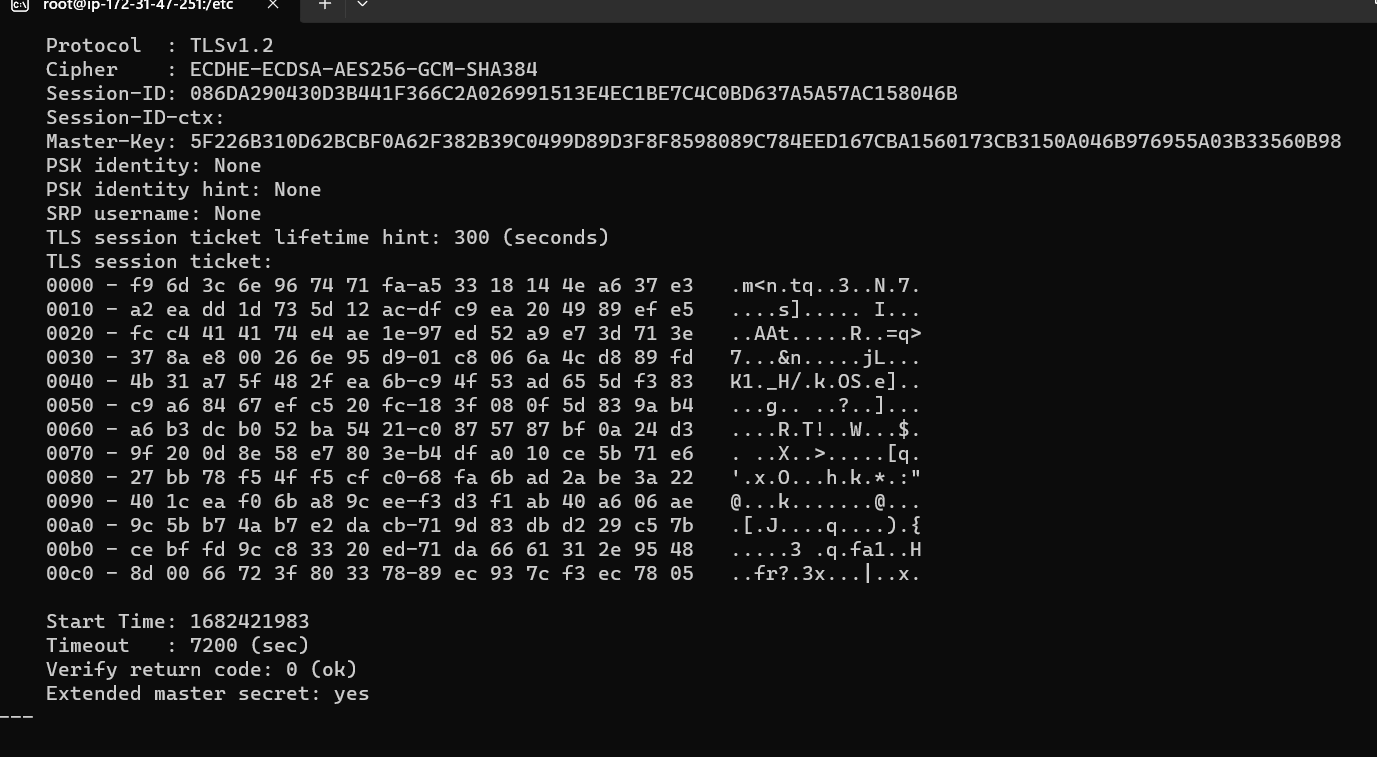 root@ip-172-31-47-251:/etc
Protocol  : TLSv1.2
Cipher    : ECDHE-ECDSA-AES256-GCM-SHA384
Session-ID: 086DA290430D3B441F366C2A026991513E4EC1BE7C4C0BD637A5A57AC158046B
Session-ID-ctx:
Master-Key: 5F226B310D62BCBF0A62F382B39C0499D89D3F8F8598089C784EED167CBA1560173CB3150A046B976955A03B33560B98
PSK identity: None
PSK identity hint: None
SRP username: None
TLS session ticket lifetime hint: 300 (seconds)
TLS session ticket:
0000 - f9 6d 3c 6e 96 74 71 fa-a5 33 18 14 4e a6 37 e3   .m<n.tq..3..N.7.
0010 - a2 ea dd 1d 73 5d 12 ac-df c9 ea 20 49 89 ef e5   ....s]..... I...
0020 - fc c4 41 41 74 e4 ae 1e-97 ed 52 a9 e7 3d 71 3e   ..AAt.....R..=q>
0030 - 37 8a e8 00 26 6e 95 d9-01 c8 06 6a 4c d8 89 fd   7...&n.....jL...
0040 - 4b 31 a7 5f 48 2f ea 6b-c9 4f 53 ad 65 5d f3 83   K1._H/.k.OS.e]..
0050 - c9 a6 84 67 ef c5 20 fc-18 3f 08 0f 5d 83 9a b4   ...g.. ..?..]...
0060 - a6 b3 dc b0 52 ba 54 21-c0 87 57 87 bf 0a 24 d3   ....R.T!..W...$.
0070 - 9f 20 0d 8e 58 e7 80 3e-b4 df a0 10 ce 5b 71 e6   . ..X..>.....[q.
0080 - 27 bb 78 f5 4f f5 cf c0-68 fa 6b ad 2a be 3a 22   '.x.O...h.k.*.:"
0090 - 40 1c ea f0 6b a8 9c ee-f3 d3 f1 ab 40 a6 06 ae   @...k.......@...
00a0 - 9c 5b b7 4a b7 e2 da cb-71 9d 83 db d2 29 c5 7b   .[.J....q....).{
00b0 - ce bf fd 9c c8 33 20 ed-71 da 66 61 31 2e 95 48   .....3 .q.fa1..H
00c0 - 8d 00 66 72 3f 80 33 78-89 ec 93 7c f3 ec 78 05   ..fr?.3x...|..x.
Start Time: 1682421983
Timeout   : 7200 (sec)
Verify return code: 0 (ok)
Extended master secret: yes
---